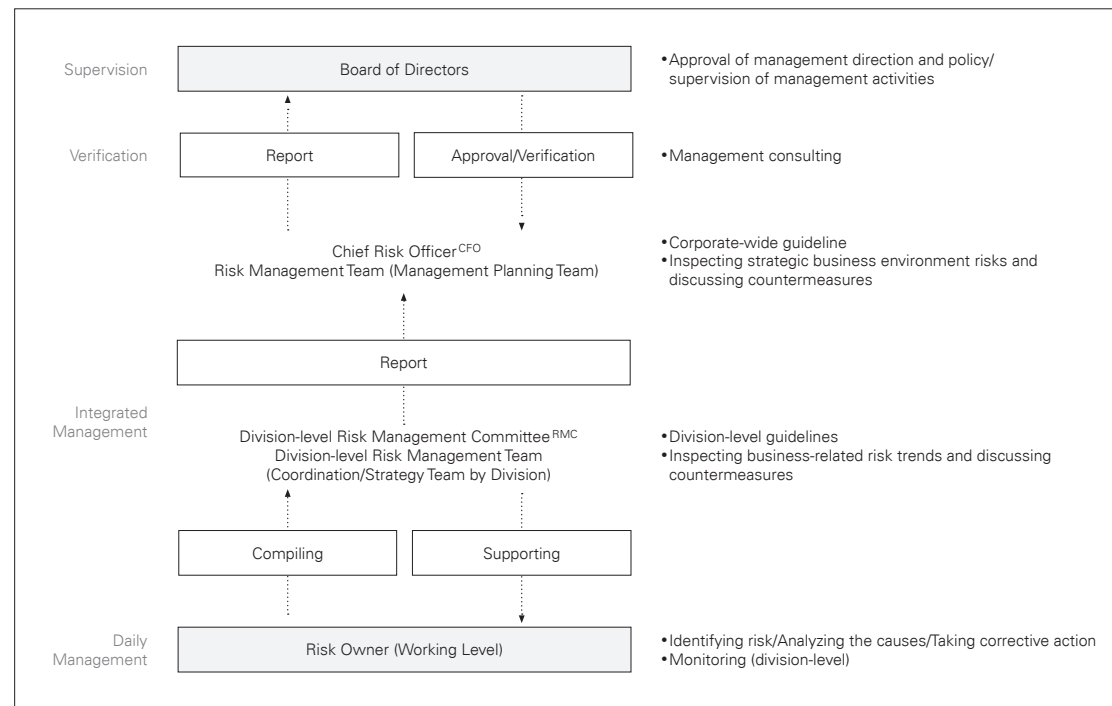 Supervision
Board of Directors
•Approval of management direction and policy/
supervision of management activities
Verification
Report
Approval/Verification
•Management consulting
Chief Risk Officer CFO
Risk Management Team (Management Planning Team)
•Corporate-wide guideline
•Inspecting strategic business environment risks and
discussing countermeasures
Report
Integrated
Management
Division-level Risk Management Committee RMC
Division-level Risk Management Team
(Coordination/Strategy Team by Division)
•Division-level guidelines
•Inspecting business-related risk trends and discussing
countermeasures
Compiling
Supporting
Daily
Management
Risk Owner (Working Level)
•Identifying risk/Analyzing the causes/Taking corrective action
•Monitoring (division-level)